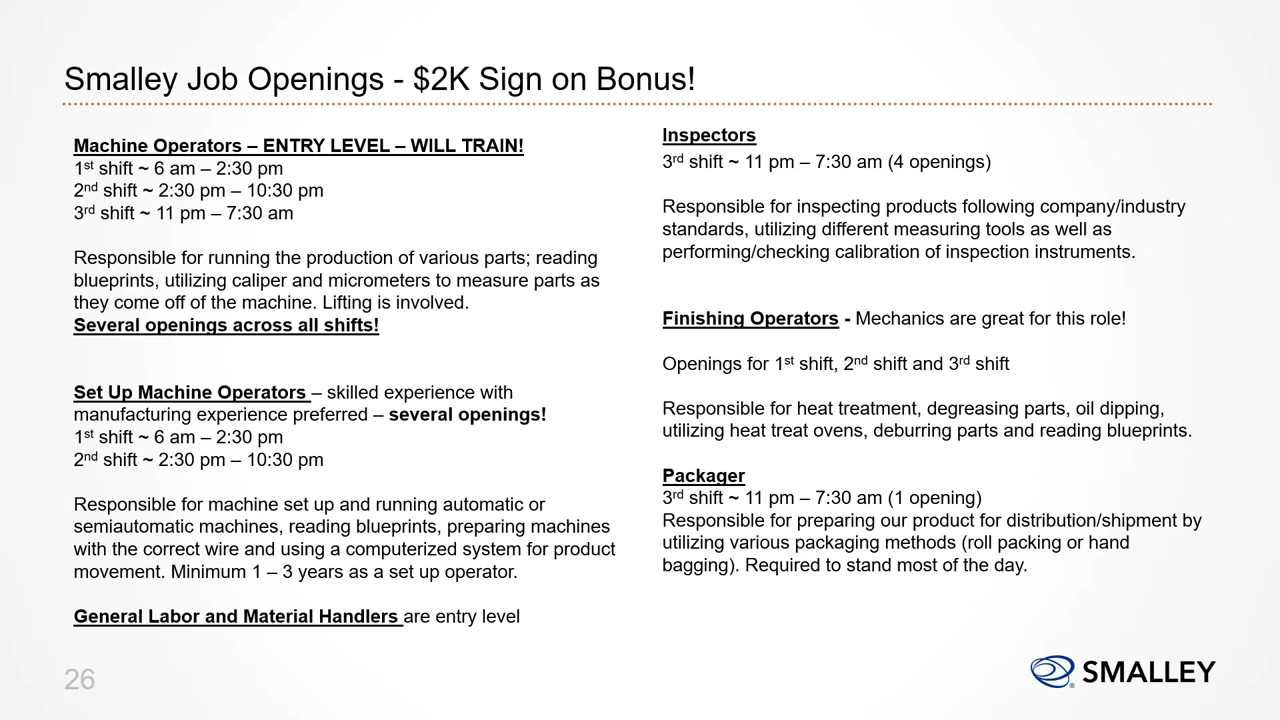 Smalley Job Openings - $2K Sign on Bonus!
Machine Operators – ENTRY LEVEL – WILL TRAIN!
1st shift ~ 6 am – 2:30 pm
2nd shift ~ 2:30 pm – 10:30 pm
3rd shift ~ 11 pm – 7:30 am
Responsible for running the production of various parts; reading
blueprints, utilizing caliper and micrometers to measure parts as
they come off of the machine. Lifting is involved.
Several openings across all shifts!
Set Up Machine Operators – skilled experience with
manufacturing experience preferred – several openings!
1st shift ~ 6 am – 2:30 pm
2nd shift ~ 2:30 pm – 10:30 pm
Responsible for machine set up and running automatic or
semiautomatic machines, reading blueprints, preparing machines
with the correct wire and using a computerized system for product
movement. Minimum 1 – 3 years as a set up operator.
General Labor and Material Handlers are entry level
Inspectors
3rd shift ~ 11 pm – 7:30 am (4 openings)
Responsible for inspecting products following company/industry
standards, utilizing different measuring tools as well as
performing/checking calibration of inspection instruments.
Finishing Operators - Mechanics are great for this role!
Openings for 1st shift, 2nd shift and 3rd shift
Responsible for heat treatment, degreasing parts, oil dipping,
utilizing heat treat ovens, deburring parts and reading blueprints.
Packager
3rd shift ~ 11 pm – 7:30 am (1 opening)
Responsible for preparing our product for distribution/shipment by
utilizing various packaging methods (roll packing or hand
bagging). Required to stand most of the day.
26
® SMALLEY